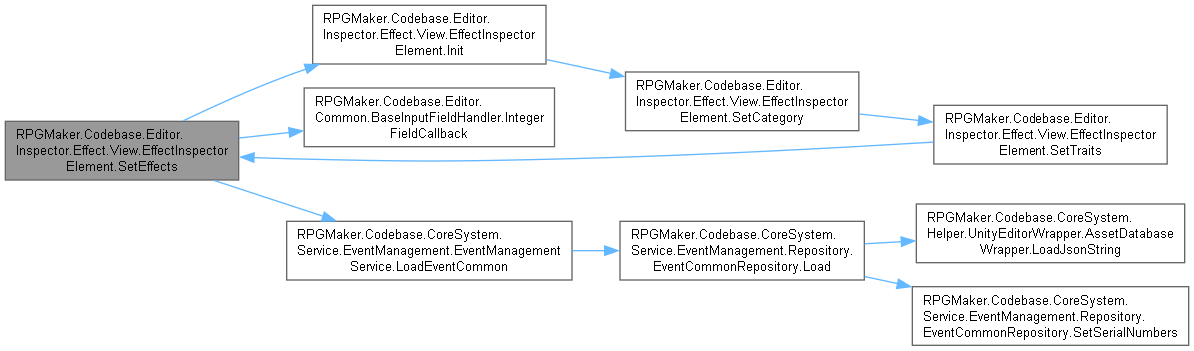 RPGMaker.Codebase.Editor.
Inspector.Effect.View.EffectInspector
Element.Init
RPGMaker.Codebase.Editor.
Common.BaseInputFieldHandler.Integer
FieldCallback
RPGMaker.Codebase.Editor.
Inspector.Effect.View.EffectInspector
Element.SetEffects
RPGMaker.Codebase.Editor.
Inspector.Effect.View.EffectInspector
Element.SetCategory
RPGMaker.Codebase.Editor.
Inspector.Effect.View.EffectInspector
Element.SetTraits
RPGMaker.Codebase.CoreSystem.
Service.EventManagement.EventManagement
Service.LoadEventCommon
RPGMaker.Codebase.CoreSystem.
Service.EventManagement.Repository.
EventCommonRepository.Load
RPGMaker.Codebase.CoreSystem.
Helper.UnityEditorWrapper.AssetDatabase
Wrapper.LoadJsonString
RPGMaker.Codebase.CoreSystem.
Service.EventManagement.Repository.
EventCommonRepository.SetSerialNumbers